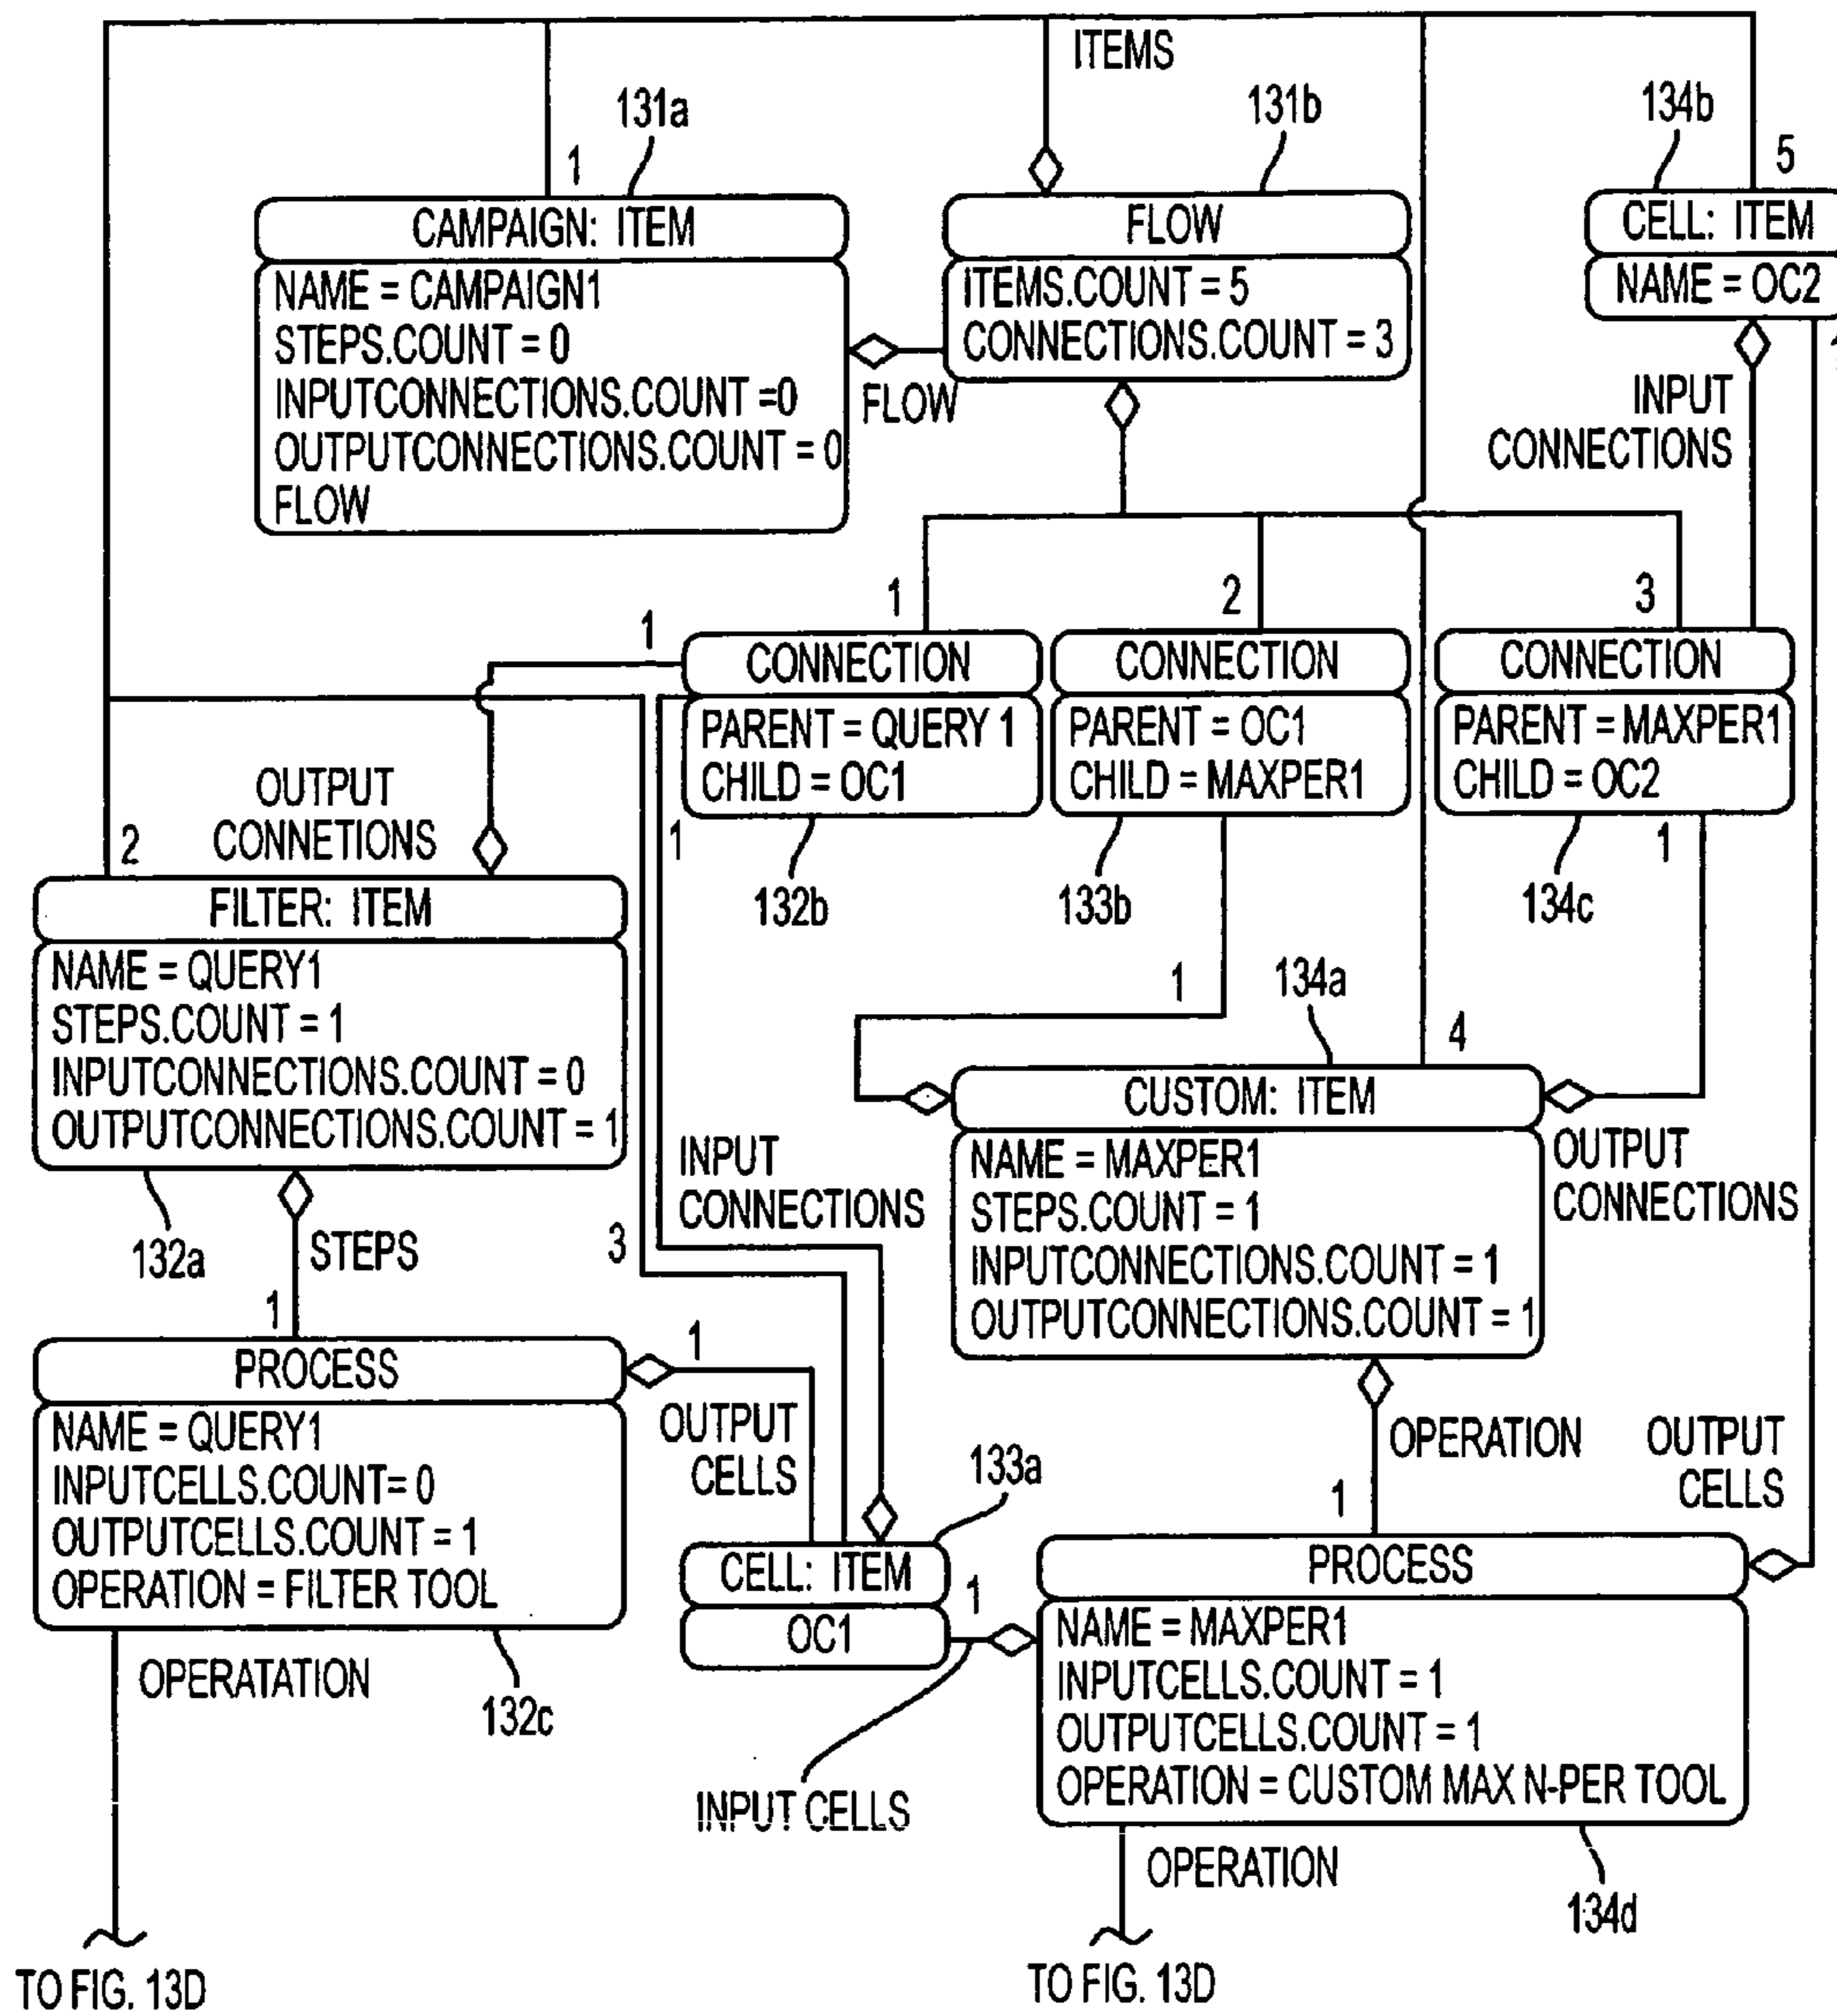 ITEMS
131a
131b
134b
1
5
CAMPAIGN: ITEM
NAME = CAMPAIGN1
STEPS.COUNT = 0
INPUTCONNECTIONS.COUNT =0
OUTPUTCONNECTIONS.COUNT = 0
FLOW
FLOW
FLOW
ITEMS.COUNT = 5
CONNECTIONS.COUNT = 3
CELL: ITEM
NAME = OC2
INPUT
CONNECTIONS
1
1
2
3
CONNECTION
PARENT = QUERY 1
CHILD = OC1
132b
CONNECTION
PARENT = OC1
CHILD = MAXPER1
133b
CONNECTION
PARENT = MAXPER1
CHILD = OC2
134c
1
1
1
OUTPUT
CONNETIONS
2
FILTER: ITEM
NAME = QUERY1
STEPS.COUNT = 1
INPUTCONNECTIONS.COUNT = 0
OUTPUTCONNECTIONS.COUNT = 1
132a
STEPS
1
3
INPUT
CONNECTIONS
134a
4
CUSTOM: ITEM
NAME = MAXPER1
STEPS.COUNT = 1
INPUTCONNECTIONS.COUNT = 1
OUTPUTCONNECTIONS.COUNT = 1
OUTPUT
CONNECTIONS
PROCESS
NAME = QUERY1
INPUTCELLS.COUNT= 0
OUTPUTCELLS.COUNT = 1
OPERATION = FILTER TOOL
132c
1
OUTPUT
CELLS
133a
CELL: ITEM
OC1
1
INPUT CELLS
OPERATION
1
OUTPUT
CELLS
PROCESS
NAME = MAXPER1
INPUTCELLS.COUNT = 1
OUTPUTCELLS.COUNT = 1
OPERATION = CUSTOM MAX N-PER TOOL
134d
OPERATATION
OPERATION
TO FIG. 13D
TO FIG. 13D